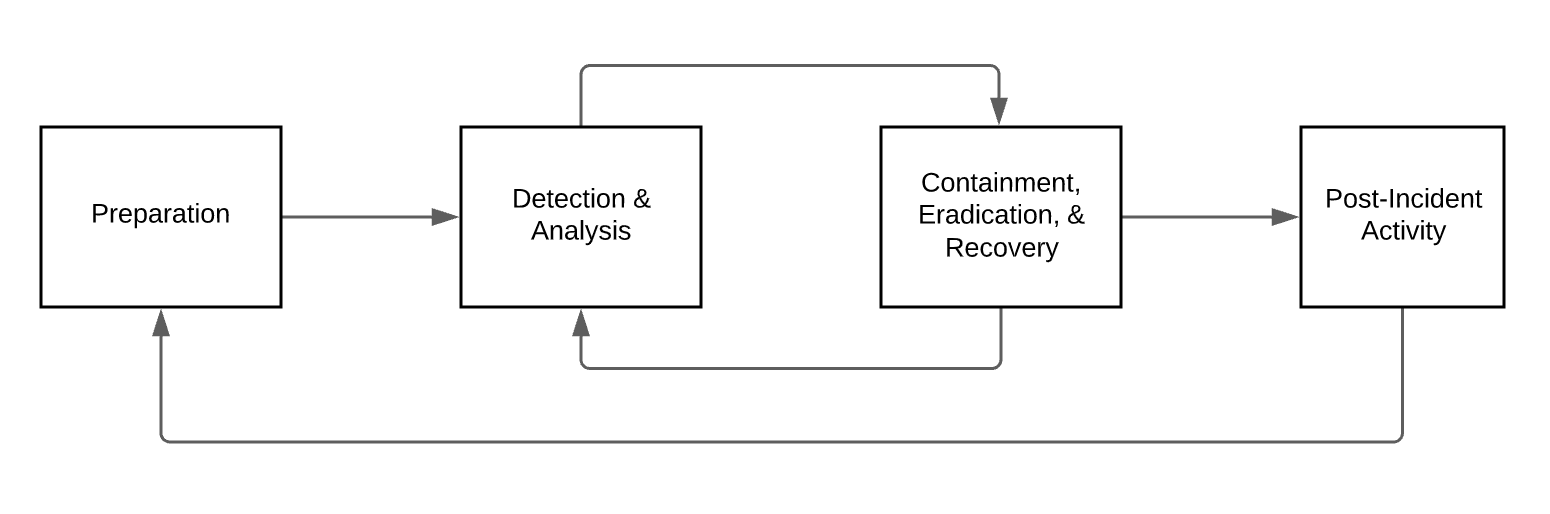 Preparation
Detection &
Analysis
Containment,
Eradication, &
Recovery
Post-Incident
Activity